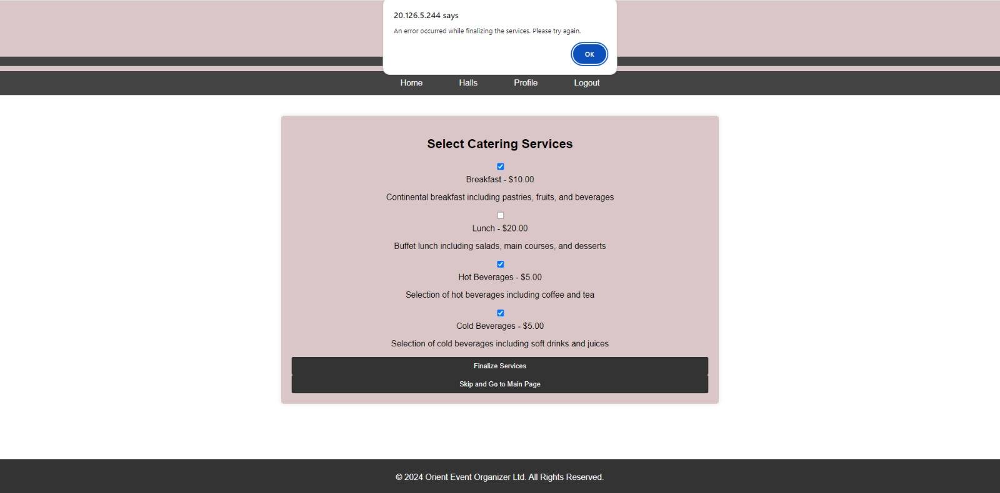 20.126.5.244 says
An error occurred while finalizing the services. Please try again.
OK
Home Halls Profile Logout
Select Catering Services
Breakfast - $10.00
Continental breakfast including pastries, fruits, and beverages
Lunch - $20.00
Buffet lunch including salads, main courses, and desserts
Hot Beverages - $5.00
Selection of hot beverages including coffee and tea
Cold Beverages - $5.00
Selection of cold beverages including soft drinks and juices
Finalize Services
Skip and Go to Main Page
© 2024 Orient Event Organizer Ltd. All Rights Reserved.